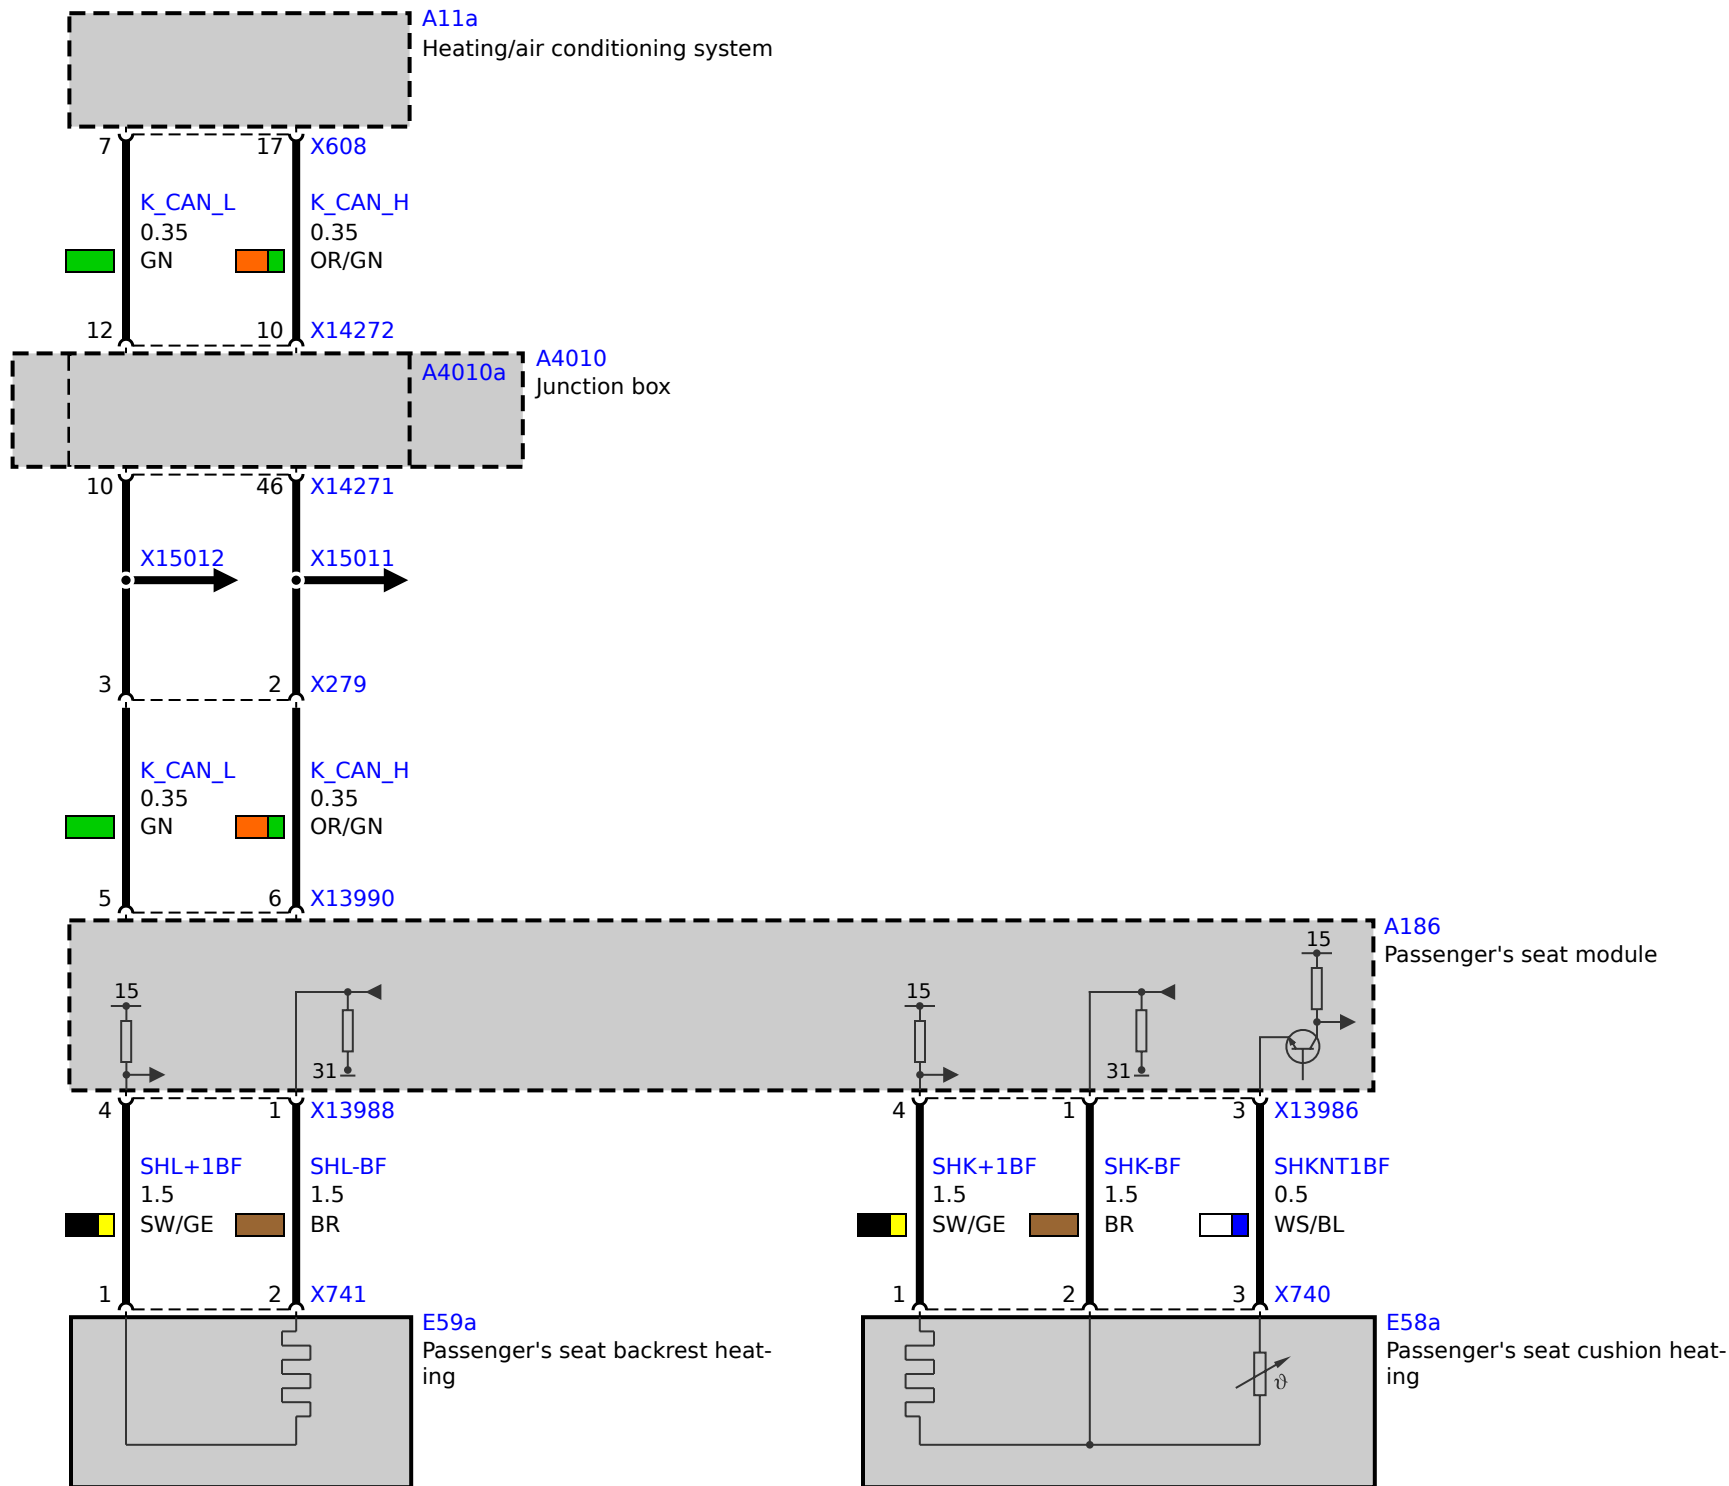 A11a
Heating/air conditioning system
7 17 X608
K_CAN_L K_CAN_H
0.35 0.35
GN OR/GN
12 10 X14272
A4010
A4010a
Junction box
10 46 X14271
X15012 X15011
3 2 X279
K_CAN_L K_CAN_H
0.35 0.35
GN OR/GN
5 6 X13990
A186
15
Passenger's seat module
15 15
31 31
4 1 X13988 4 1 3 X13986
SHL+1BF SHL-BF SHK+1BF SHK-BF SHKNT1BF
1.5 1.5 1.5 1.5 0.5
SW/GE BR SW/GE BR WS/BL
1 2 X741 1 2 3 X740
E59a
Passenger's seat backrest heat-
ing
E58a
Passenger's seat cushion heat-
ing
ϑ